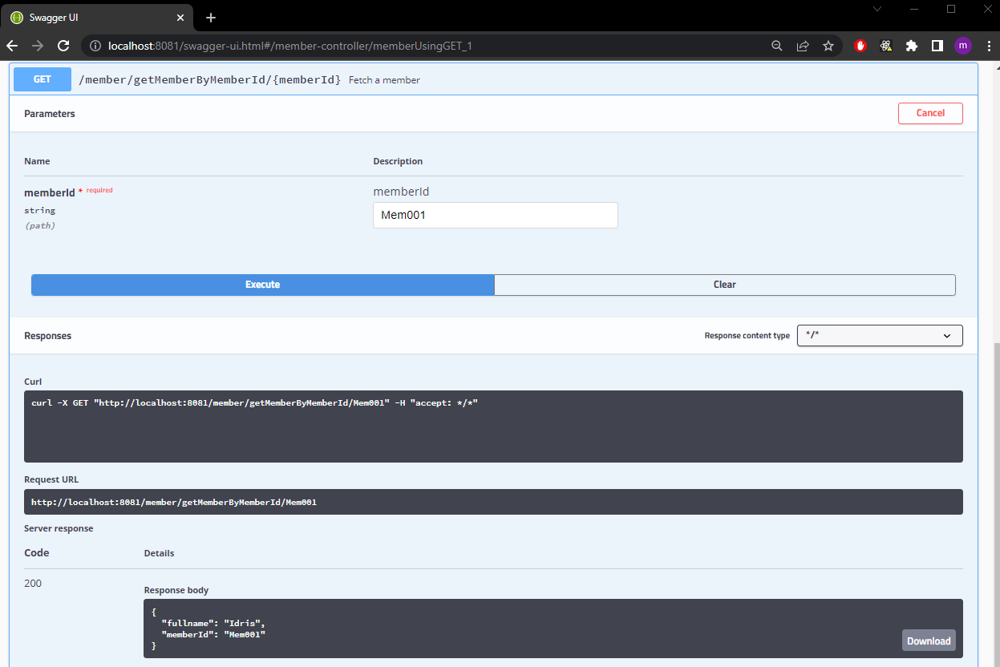 Swagger UI
localhost:8081/swagger-ui.html#/member-controller/memberUsingGET_1
m
GET /member/getMemberByMemberId/{memberId} Fetch a member
Parameters Cancel
Name Description
memberId * required memberId
string Mem001
(path)
Execute Clear
Responses Response content type */*
Curl
curl -X GET "http://localhost:8081/member/getMemberByMemberId/Mem001" -H "accept: */*"
Request URL
http://localhost:8081/member/getMemberByMemberId/Mem001
Server response
Code Details
200
Response body
{
"fullname": "Idris",
"memberId": "Mem001"
}
Download